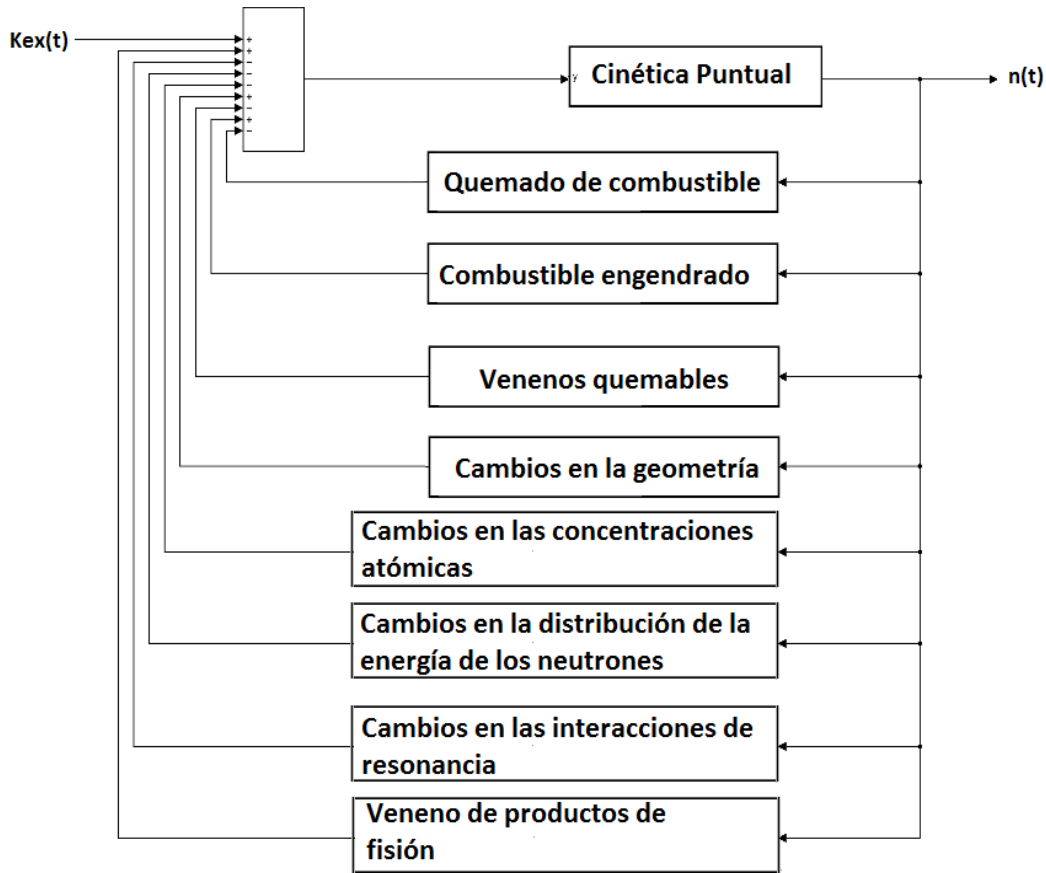 Kex(t)
+
+
−
−
−
+
−
+
−
Y
Cinética Puntual
n(t)
Quemado de combustible
Combustible engendrado
Venenos quemables
Cambios en la geometría
Cambios en las concentraciones
atómicas
Cambios en la distribución de la
energía de los neutrones
Cambios en las interacciones de
resonancia
Veneno de productos de
fisión